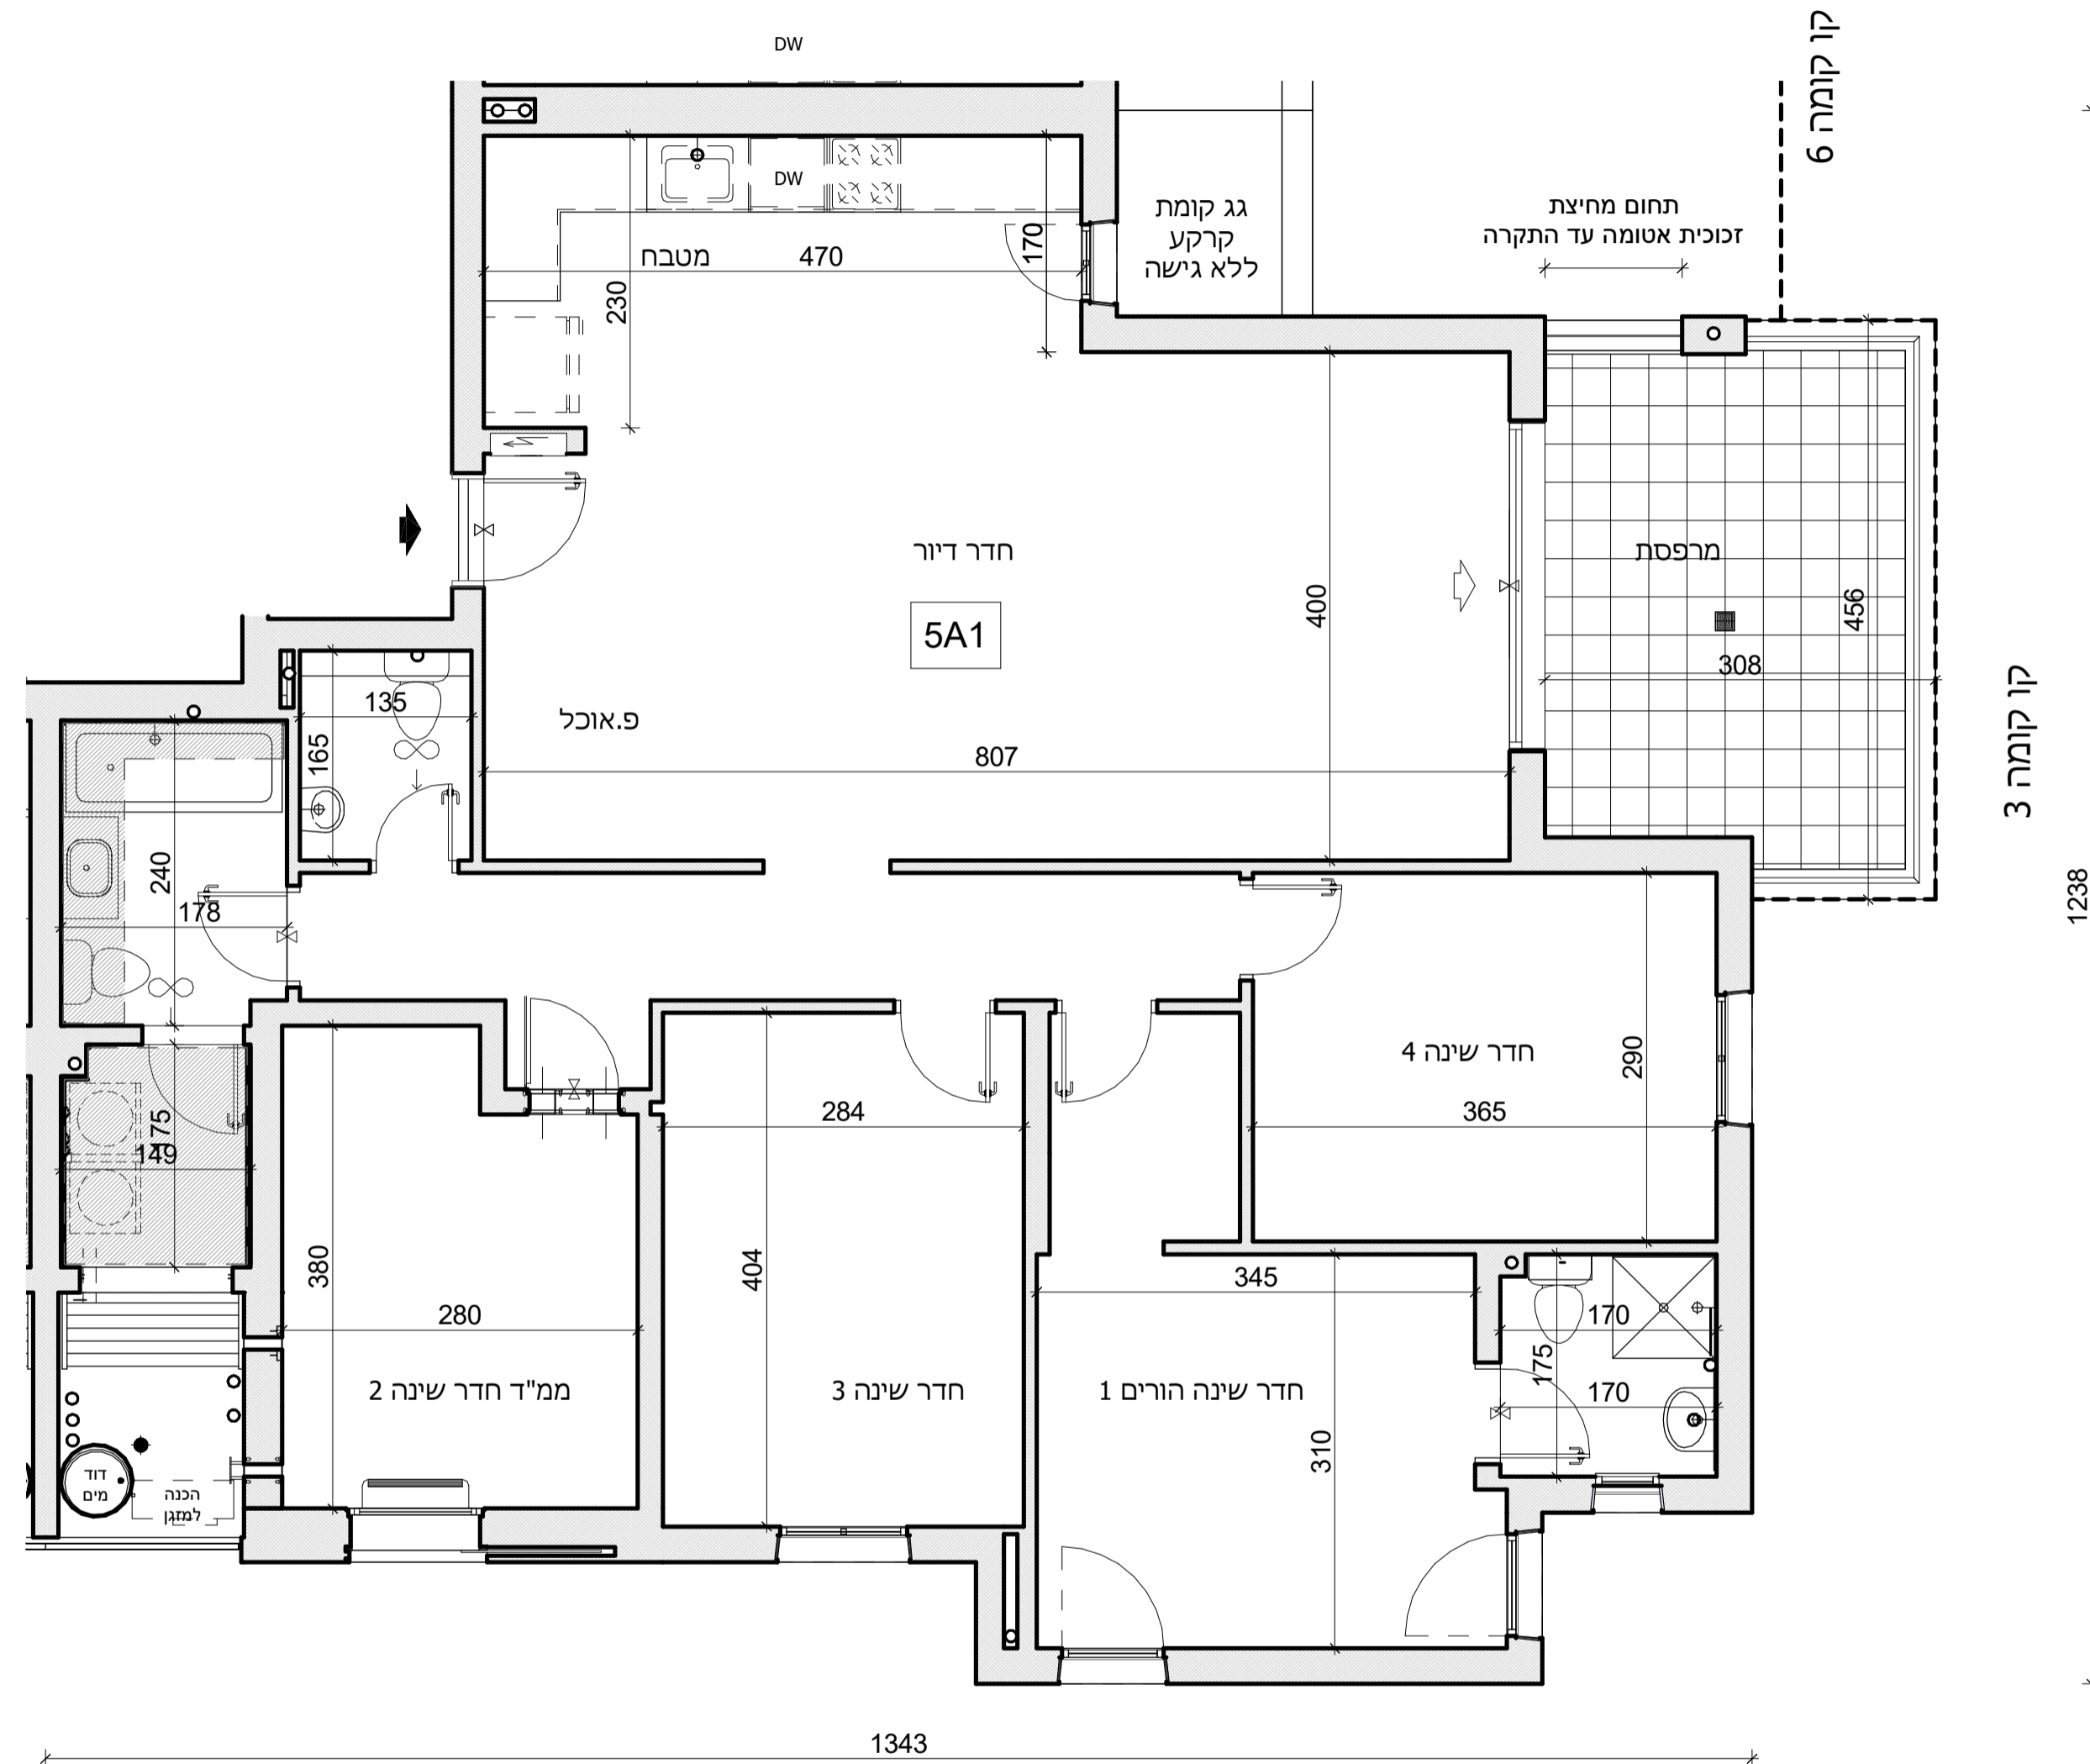 DW
קו קומה 6
DW
גג קומת
קרקע
ללא גישה
תחום מחיצת
זכוכית אטומה עד התקרה
מטבח
470
170
230
חדר דיור
מרפסת
400
456
5A1
308
135
פ.אוכל
165
807
קו קומה 3
240
178
1238
חדר שינה 4
290
284
365
175
149
380
404
345
280
170
175
170
ממ"ד חדר שינה 2
חדר שינה 3
חדר שינה הורים 1
310
דוד
מים
הכנה
למזגן
1343